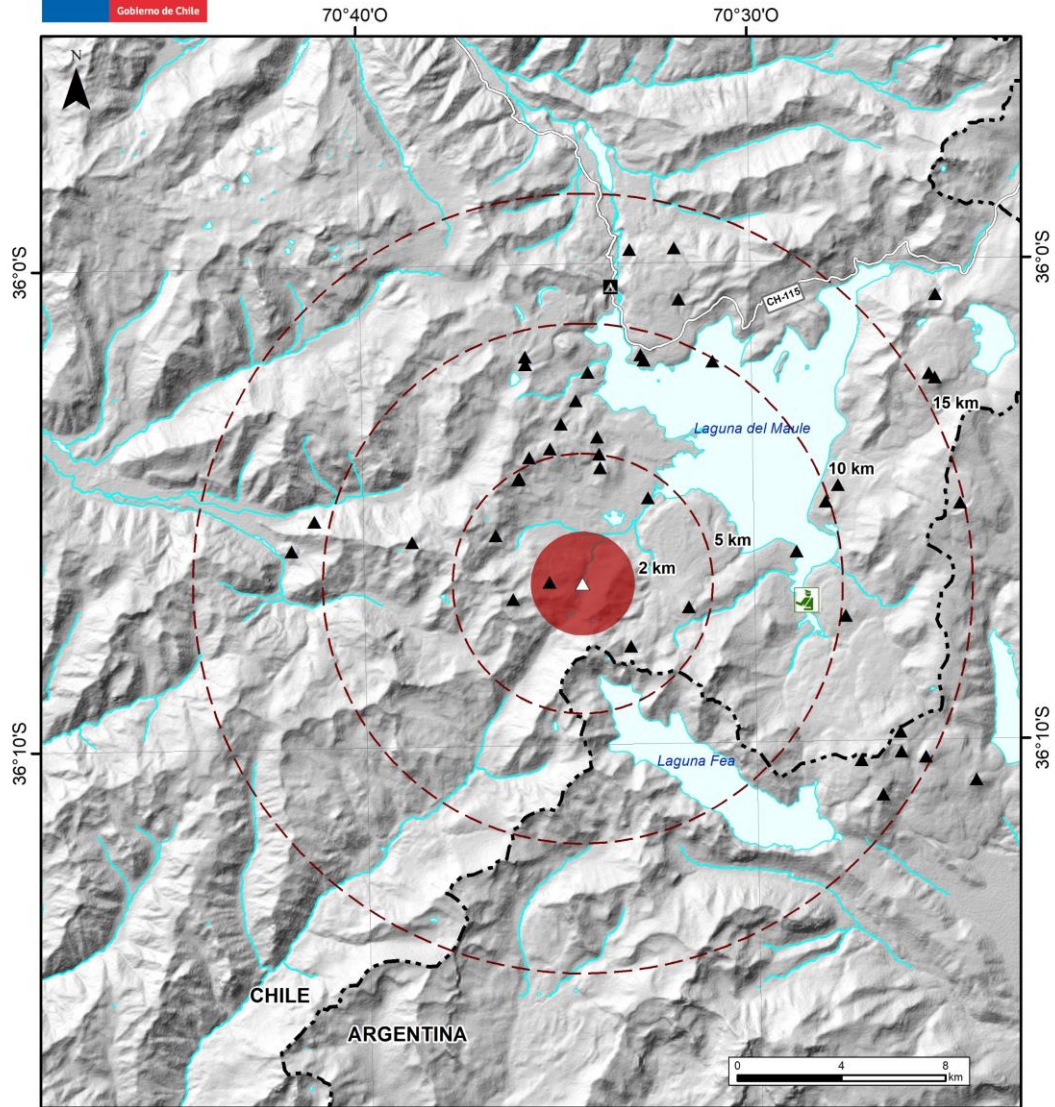 Gobierno de Chile
70°40'O
70°30'O
N
36°0'S
36°0'S
CH-115
15 km
Laguna del Maule
10 km
5 km
2 km
36°10'S
36°10'S
Laguna Fea
CHILE
ARGENTINA
0 4 8
km